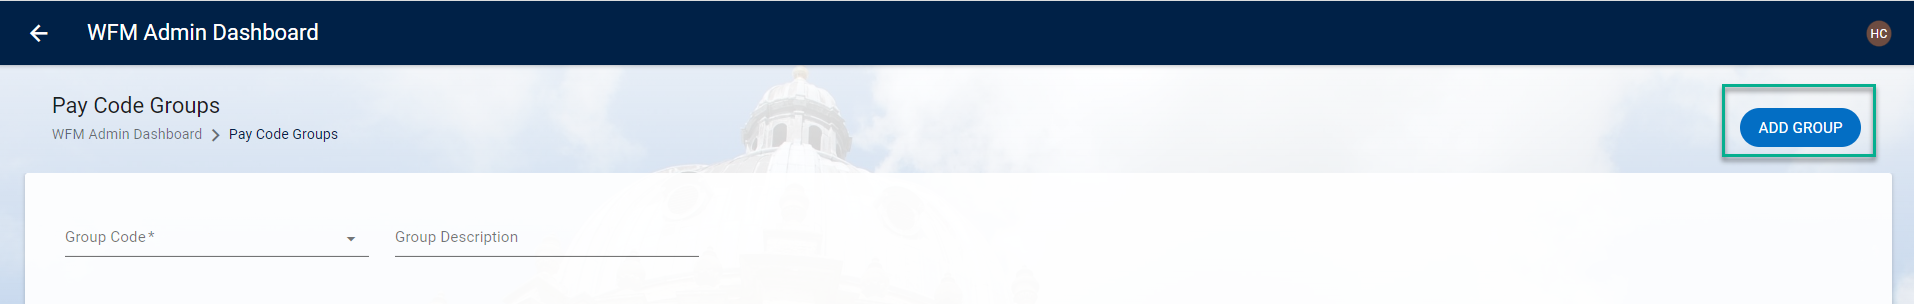 WFM Admin Dashboard
HC
Pay Code Groups
WFM Admin Dashboard > Pay Code Groups
ADD GROUP
Group Code*
Group Description